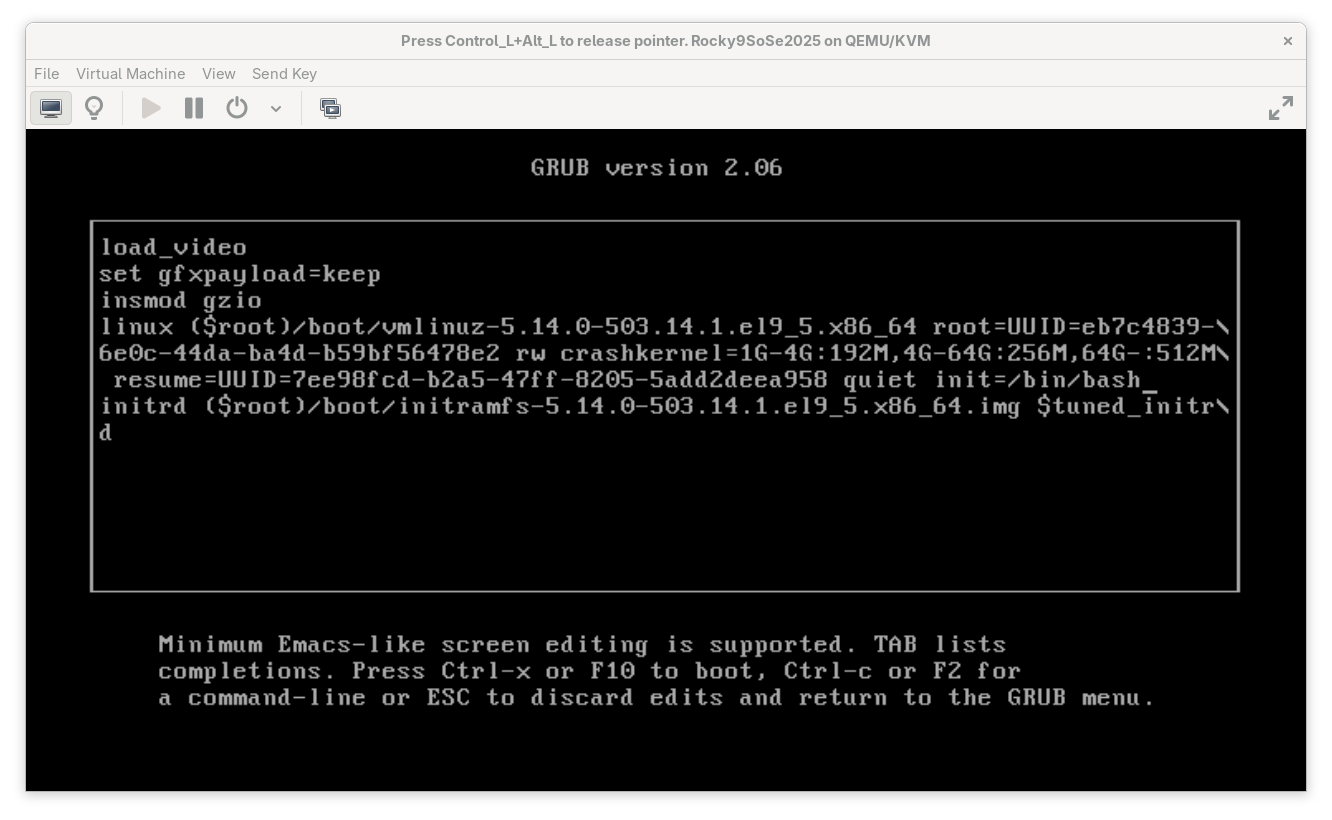 Press Control_L+Alt_L to release pointer. Rocky9SoSe2025 on QEMU/KVM
File Virtual Machine View Send Key
GRUB version 2.06
load_video
set gfxpayload=keep
insmod gzio
linux ($root)/boot/vmlinuz-5.14.0-503.14.1.el9_5.x86_64 root=UUID=eb7c4839-\
6e0c-44da-ba4d-b59bf56478e2 rw crashkernel=1G-4G:192M,4G-64G:256M,64G-:512M\
 resume=UUID=7ee98fcd-b2a5-47ff-8205-5add2deea958 quiet init=/bin/bash_
initrd ($root)/boot/initramfs-5.14.0-503.14.1.el9_5.x86_64.img $tuned_initr\
d
Minimum Emacs-like screen editing is supported. TAB lists
completions. Press Ctrl-x or F10 to boot, Ctrl-c or F2 for
a command-line or ESC to discard edits and return to the GRUB menu.